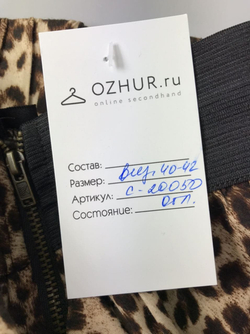 OZHUR.ru
online secondhand
Состав:
Размер: 40-42
Артикул: С-20050
Состояние: Отл.